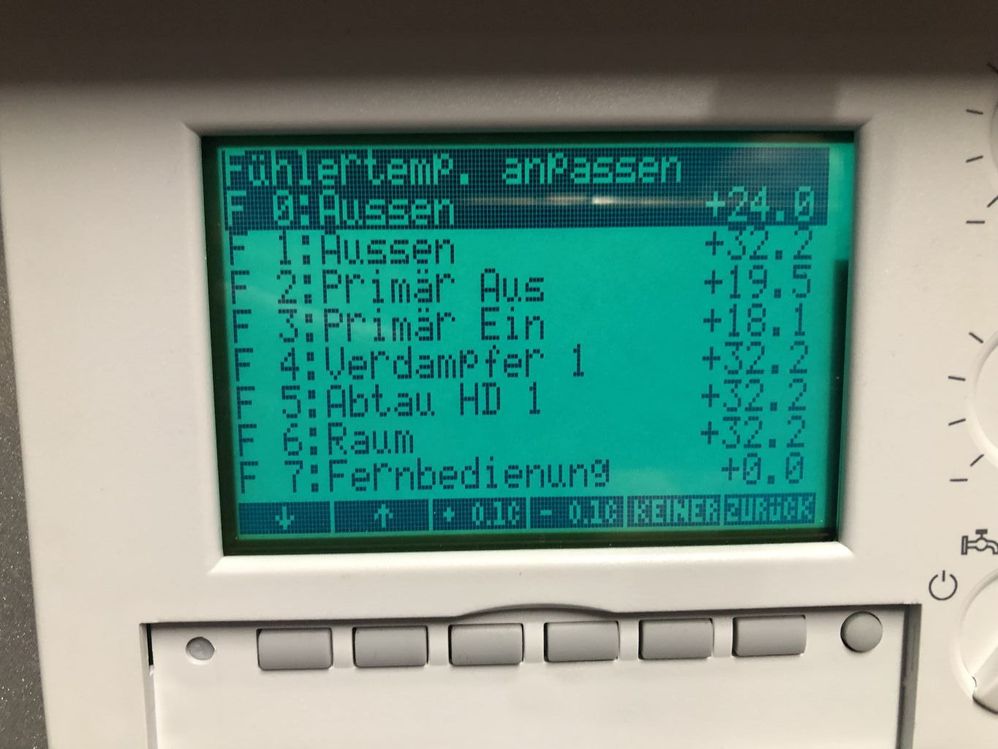 Fühlertemp. anpassen
F 0:Aussen +24.0
F 1:Aussen +32.2
F 2:Primär Aus +19.5
F 3:Primär Ein +18.1
F 4:Verdampfer 1 +32.2
F 5:Abtau HD 1 +32.2
F 6:Raum +32.2
F 7:Fernbedienung +0.0
↓ ↑ + 0.1C - 0.1C KEINER ZURÜCK